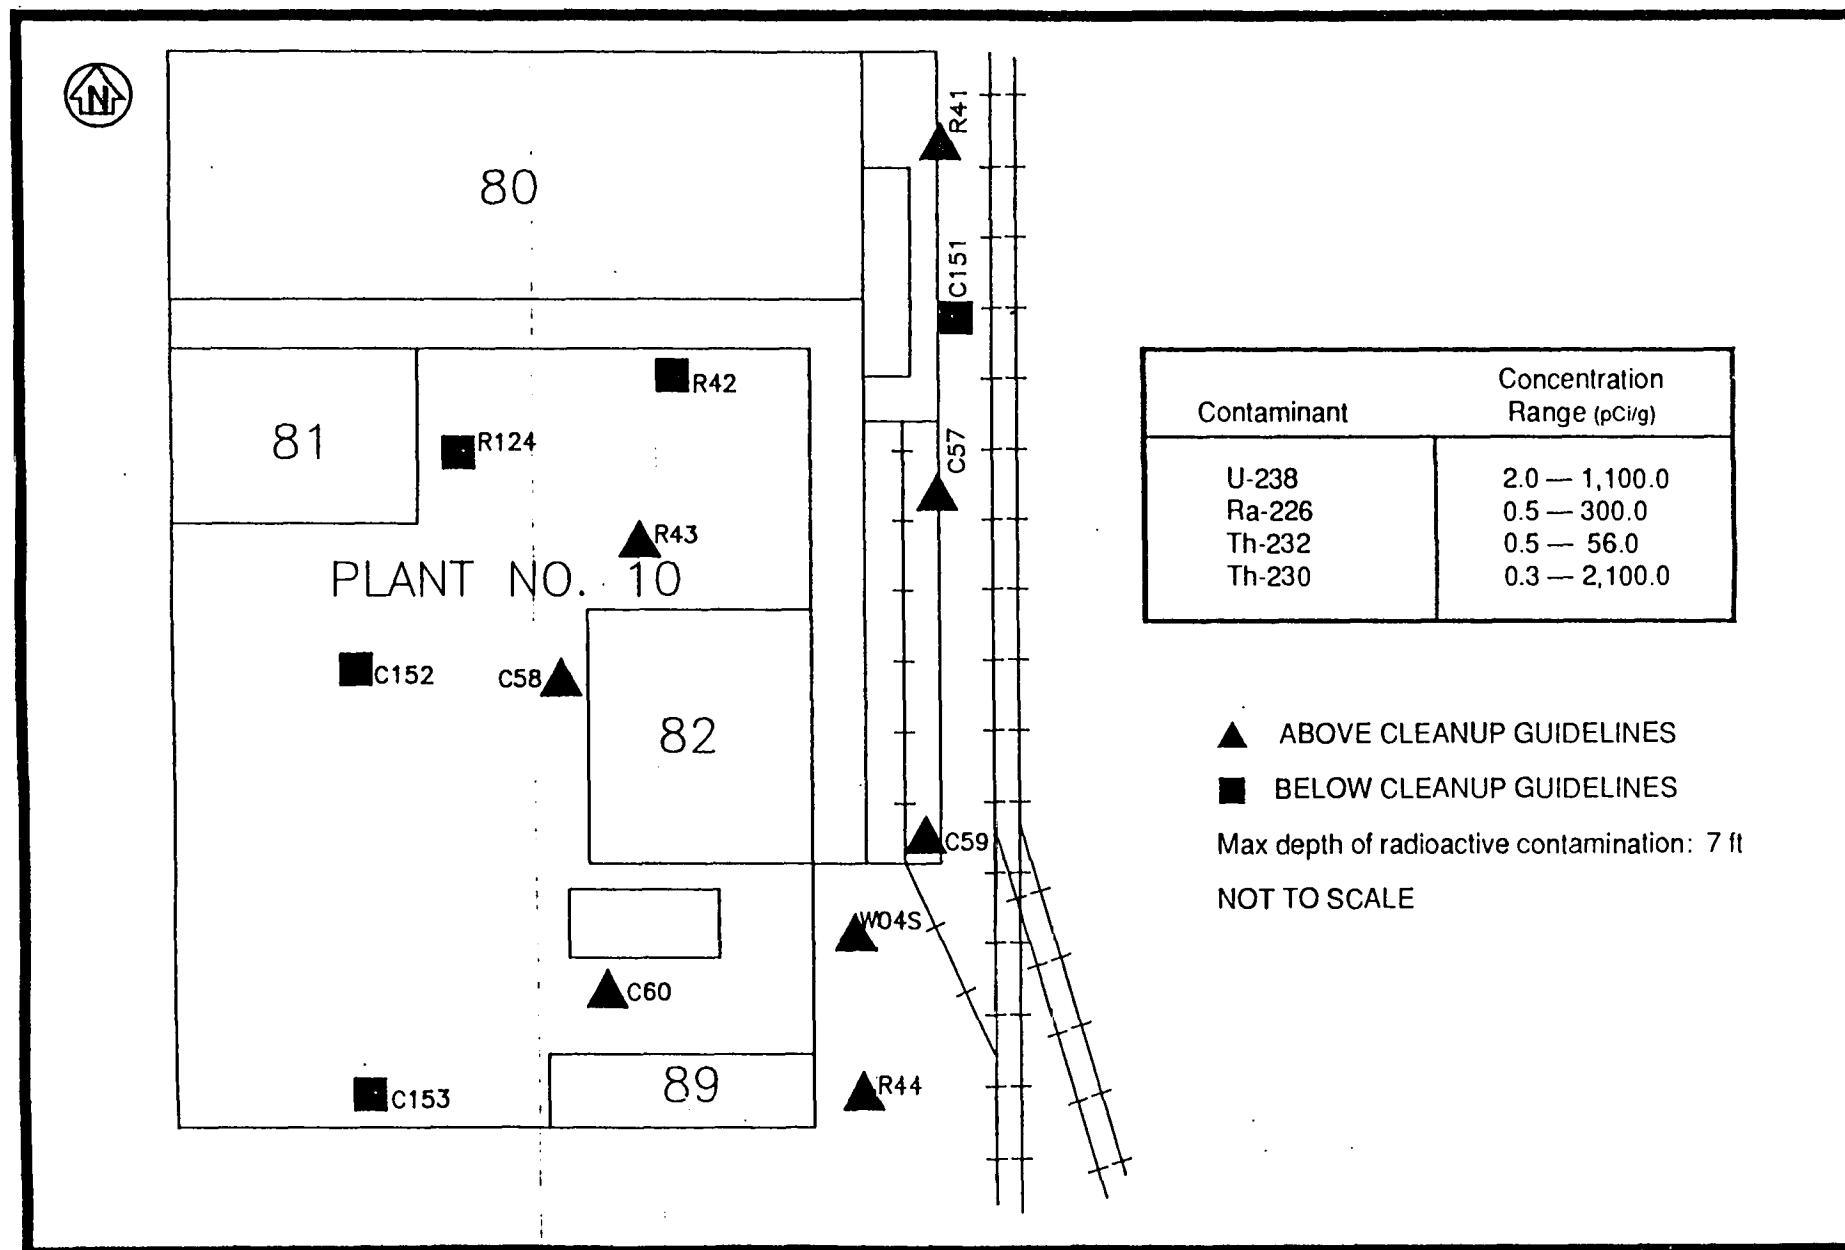 N
R41
80
C151
R42
81
R124
C57
R43
PLANT NO. 10
C152
C58
82
C59
W04S
C60
89
R44
C153
Contaminant Concentration Range (pCi/g)
U-238 2.0 — 1,100.0
Ra-226 0.5 — 300.0
Th-232 0.5 — 56.0
Th-230 0.3 — 2,100.0
ABOVE CLEANUP GUIDELINES
BELOW CLEANUP GUIDELINES
Max depth of radioactive contamination: 7 ft
NOT TO SCALE